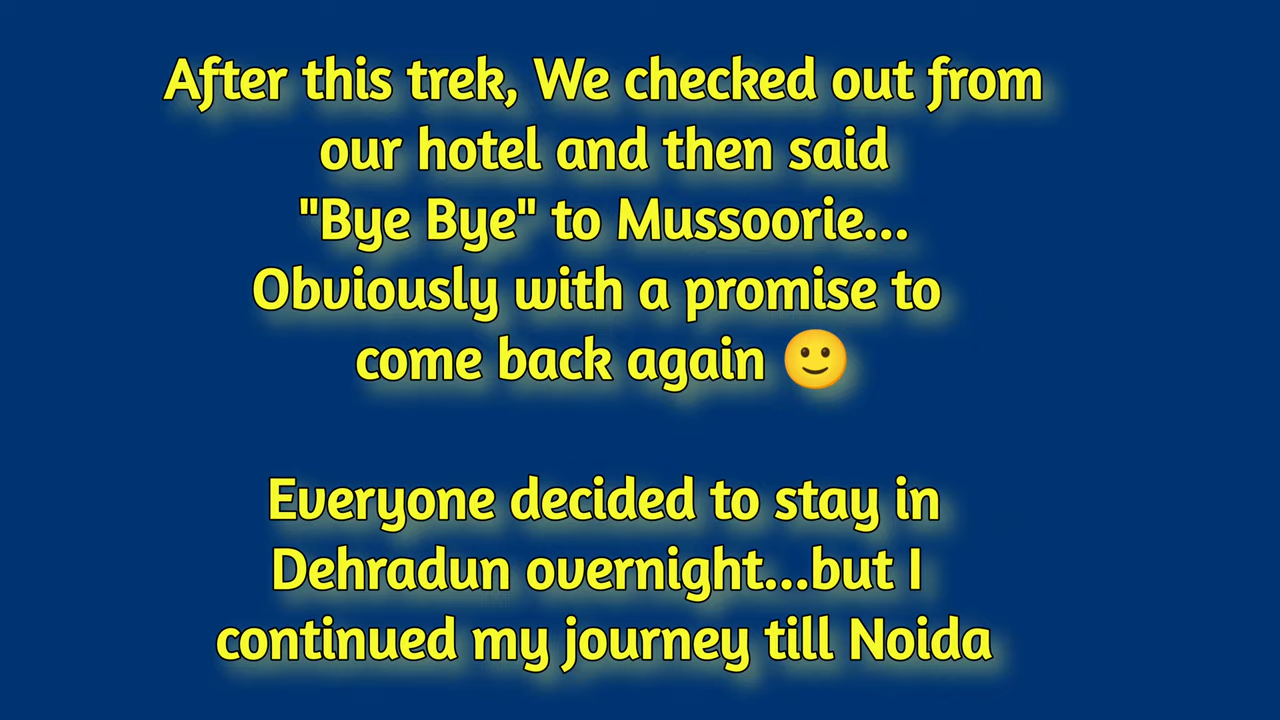 After this trek, We checked out from
our hotel and then said
"Bye Bye" to Mussoorie...
Obviously with a promise to
come back again 🙂
Everyone decided to stay in
Dehradun overnight...but I
continued my journey till Noida